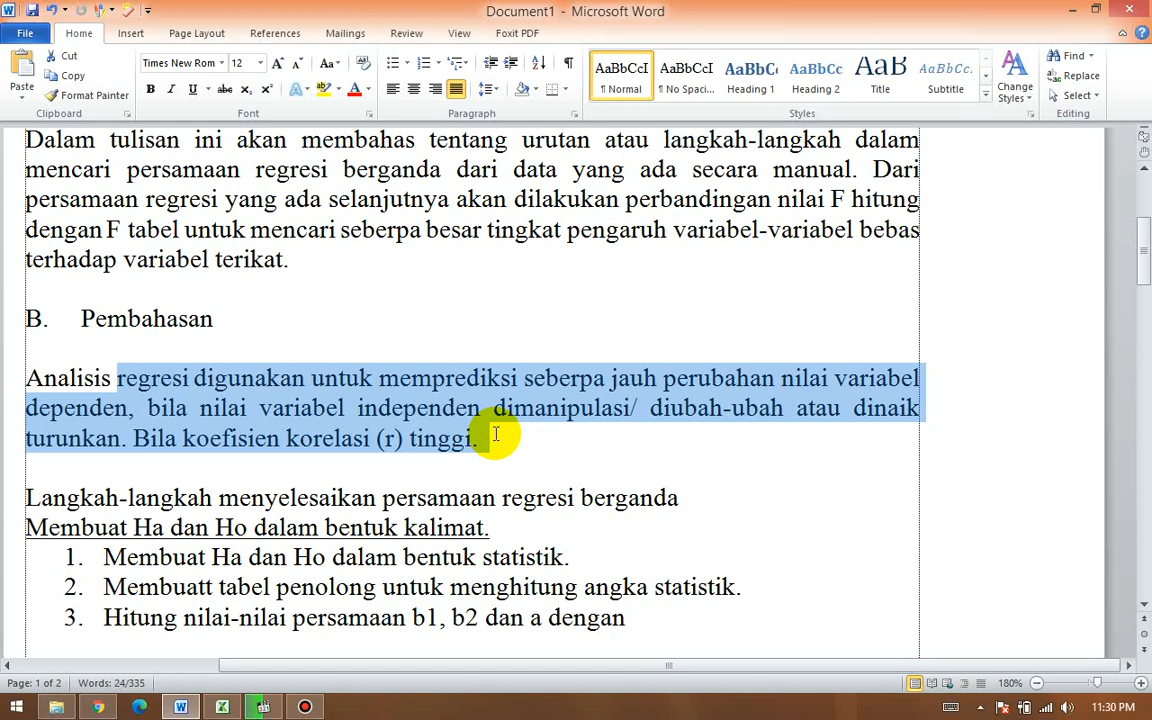 Document1 - Microsoft Word
File Home Insert Page Layout References Mailings Review View Foxit PDF
Paste
Cut
Copy
Format Painter
Clipboard
Times New Rom 12
Font
Paragraph
AaBbCcI
¶ Normal
AaBbCcI
¶ No Spaci...
AaBbCc
Heading 1
AaBbCc
Heading 2
AaB
Title
AaBbCc.
Subtitle
Change
Styles
Styles
Find
Replace
Select
Editing
Dalam tulisan ini akan membahas tentang urutan atau langkah-langkah dalam
mencari persamaan regresi berganda dari data yang ada secara manual. Dari
persamaan regresi yang ada selanjutnya akan dilakukan perbandingan nilai F hitung
dengan F tabel untuk mencari seberpa besar tingkat pengaruh variabel-variabel bebas
terhadap variabel terikat.
B. Pembahasan
Analisis regresi digunakan untuk memprediksi seberpa jauh perubahan nilai variabel
dependen, bila nilai variabel independen dimanipulasi/ diubah-ubah atau dinaik
turunkan. Bila koefisien korelasi (r) tinggi.
Langkah-langkah menyelesaikan persamaan regresi berganda
Membuat Ha dan Ho dalam bentuk kalimat.
1. Membuat Ha dan Ho dalam bentuk statistik.
2. Membuatt tabel penolong untuk menghitung angka statistik.
3. Hitung nilai-nilai persamaan b1, b2 dan a dengan
Page: 1 of 2 Words: 24/335 180%
11:30 PM